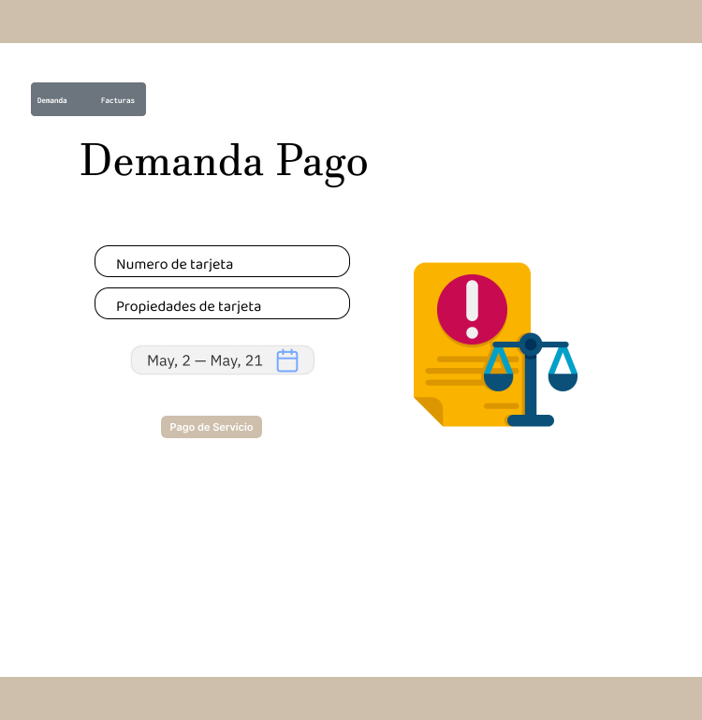 Demanda Facturas
Demanda Pago
Numero de tarjeta
Propiedades de tarjeta
May, 2 — May, 21
Pago de Servicio